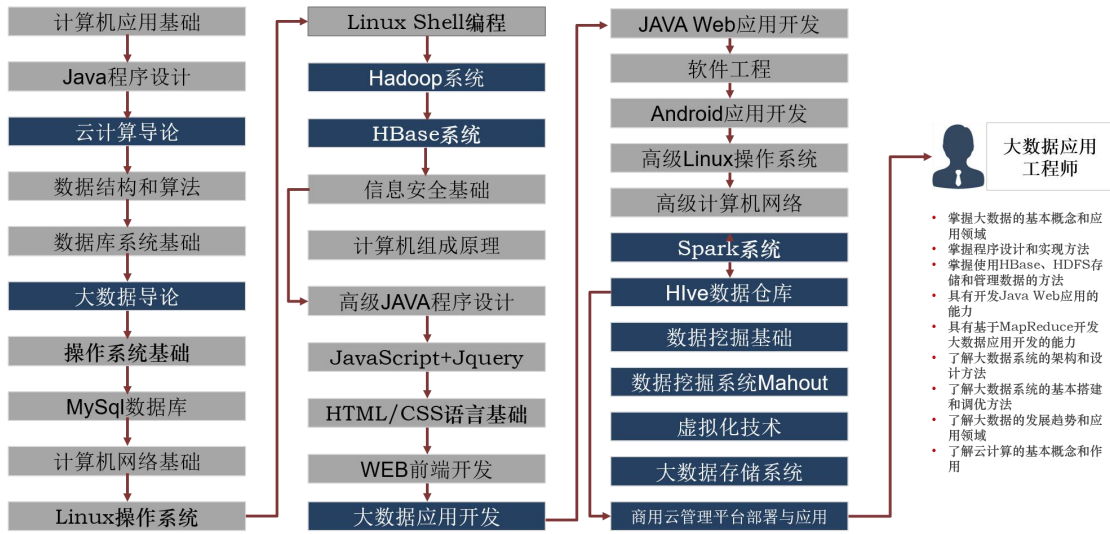 计算机应用基础
Java程序设计
云计算导论
数据结构和算法
数据库系统基础
大数据导论
操作系统基础
MySql数据库
计算机网络基础
Linux操作系统
Linux Shell编程
Hadoop系统
HBase系统
信息安全基础
计算机组成原理
高级JAVA程序设计
JavaScript+Jquery
HTML/CSS语言基础
WEB前端开发
大数据应用开发
JAVA Web应用开发
软件工程
Android应用开发
高级Linux操作系统
高级计算机网络
Spark系统
HIve数据仓库
数据挖掘基础
数据挖掘系统Mahout
虚拟化技术
大数据存储系统
商用云管理平台部署与应用
大数据应用
工程师
• 掌握大数据的基本概念和应
用领域
• 掌握程序设计和实现方法
• 掌握使用HBase、HDFS存
储和管理数据的方法
• 具有开发Java Web应用的
能力
• 具有基于MapReduce开发
大数据应用开发的能力
• 了解大数据系统的架构和设
计方法
• 了解大数据系统的基本搭建
和调优方法
• 了解大数据的发展趋势和应
用领域
• 了解云计算的基本概念和作
用